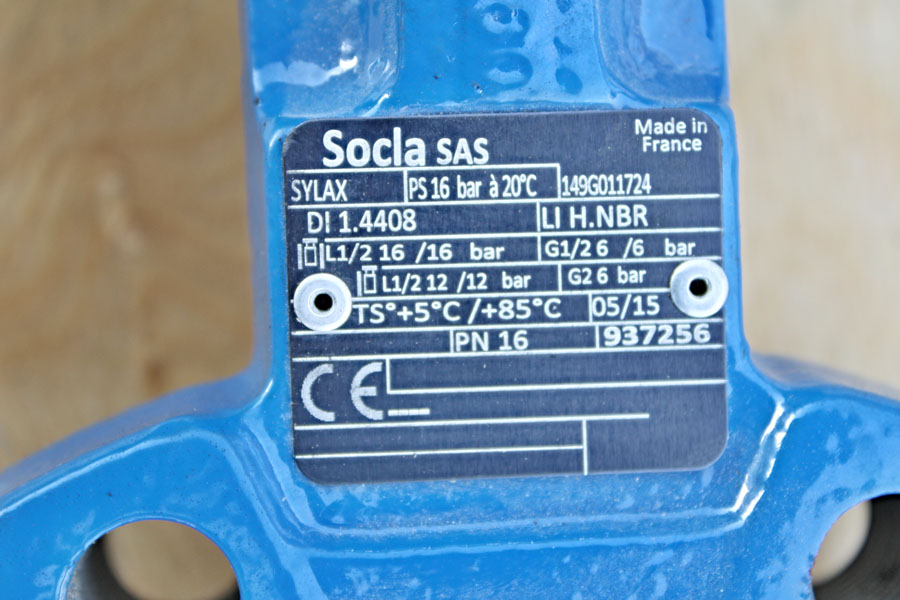 Socla SAS
Made in
France
SYLAX PS 16 bar à 20°C 149G011724
DI 1.4408 LI H.NBR
L1/2 16 /16 bar G1/2 6 /6 bar
L1/2 12 /12 bar G2 6 bar
TS°+5°C /+85°C 05/15
PN 16 937256
CE